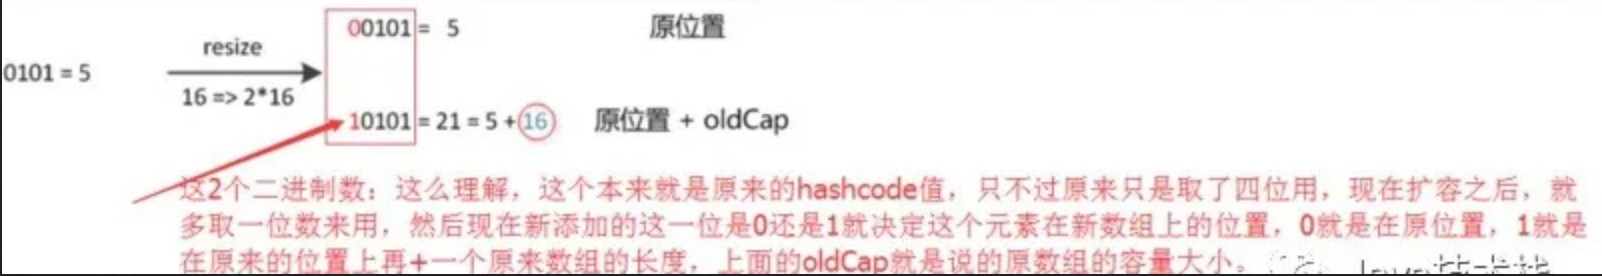 00101 = 5 原位置
resize
0101 = 5
16 => 2*16
10101 = 21 = 5 + 16 原位置 + oldCap
这2个二进制数：这么理解，这个本来就是原来的hashcode值，只不过原来只是取了四位用，现在扩容之后，就
多取一位数来用，然后现在新添加的这一位是0还是1就决定这个元素在新数组上的位置，0就是在原位置，1就是
在原来的位置上再+一个原来数组的长度，上面的oldCap就是说的原数组的容量大小。